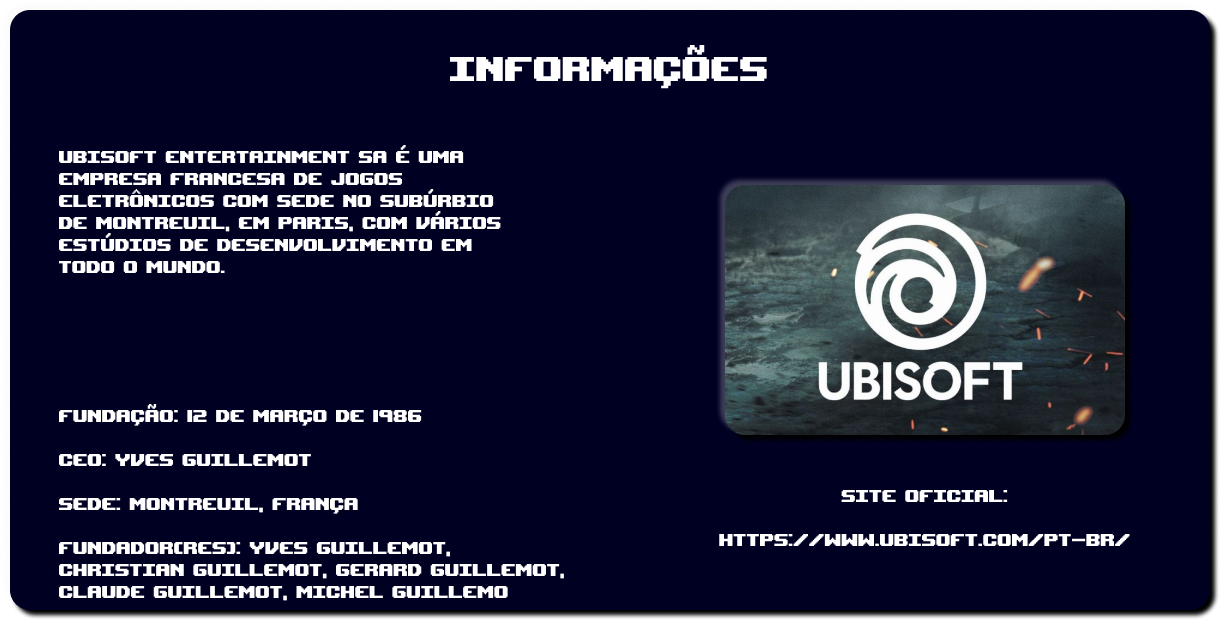 INFORMAÇÕES
UBISOFT ENTERTAINMENT SA É UMA
EMPRESA FRANCESA DE JOGOS
ELETRÔNICOS COM SEDE NO SUBÚRBIO
DE MONTREUIL, EM PARIS, COM VÁRIOS
ESTÚDIOS DE DESENVOLVIMENTO EM
TODO O MUNDO.
FUNDAÇÃO: 12 DE MARÇO DE 1986
CEO: YVES GUILLEMOT
SEDE: MONTREUIL, FRANÇA
FUNDADOR(RES): YVES GUILLEMOT,
CHRISTIAN GUILLEMOT, GERARD GUILLEMOT,
CLAUDE GUILLEMOT, MICHEL GUILLEMO
UBISOFT
SITE OFICIAL:
HTTPS://WWW.UBISOFT.COM/PT-BR/